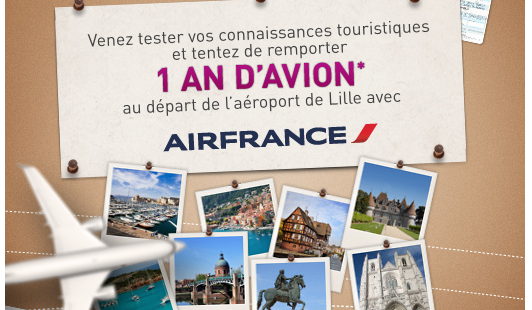 Venez tester vos connaissances touristiques
et tentez de remporter
1 AN D’AVION*
au départ de l’aéroport de Lille avec
AIRFRANCE